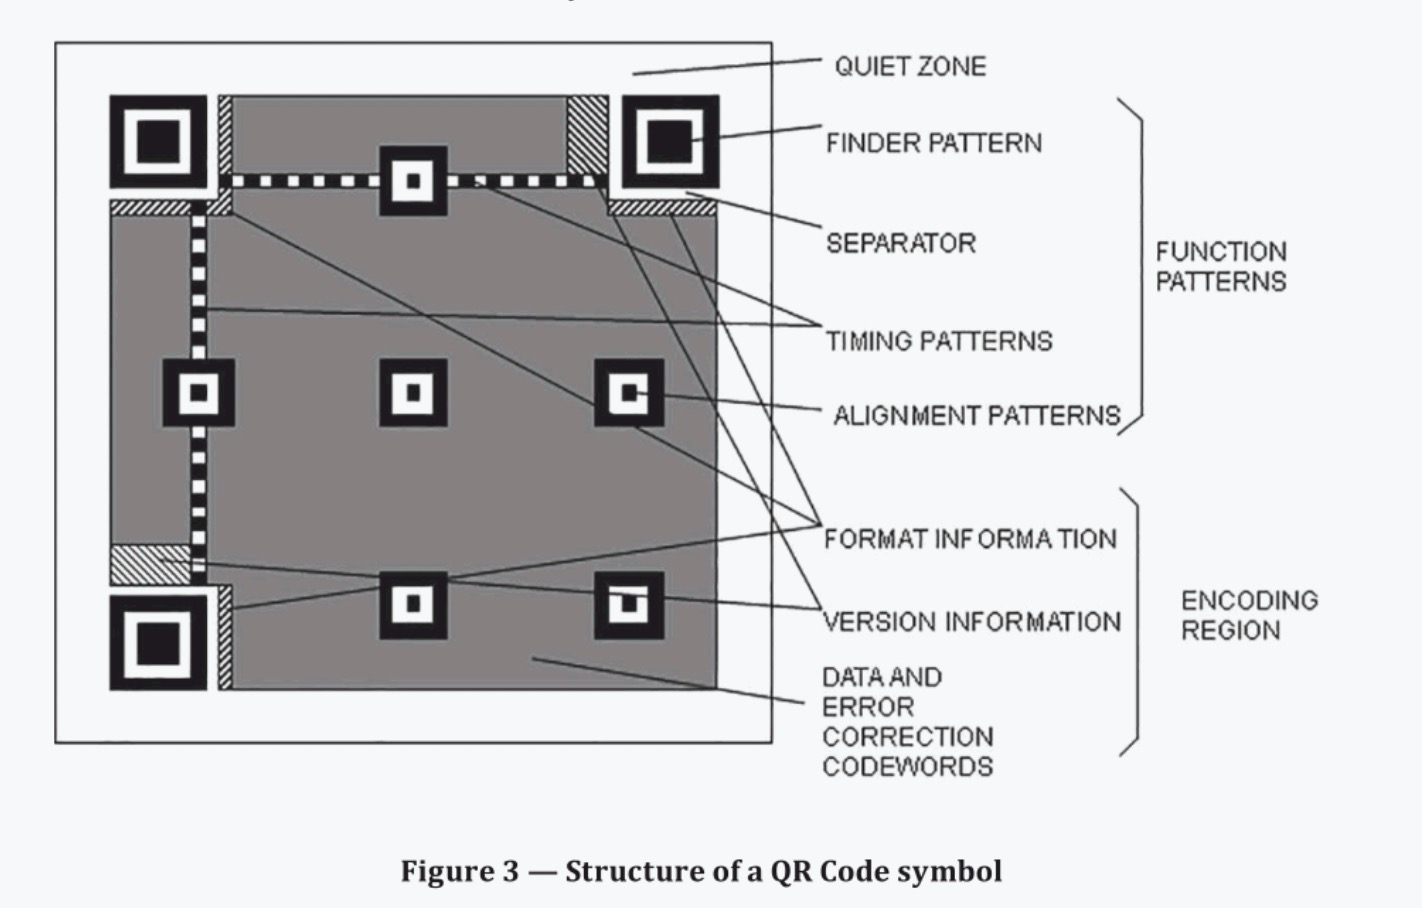 QUIET ZONE
FINDER PATTERN
SEPARATOR
FUNCTION
PATTERNS
TIMING PATTERNS
ALIGNMENT PATTERNS
FORMAT INFORMATION
VERSION INFORMATION
ENCODING
REGION
DATA AND
ERROR
CORRECTION
CODEWORDS
Figure 3 — Structure of a QR Code symbol